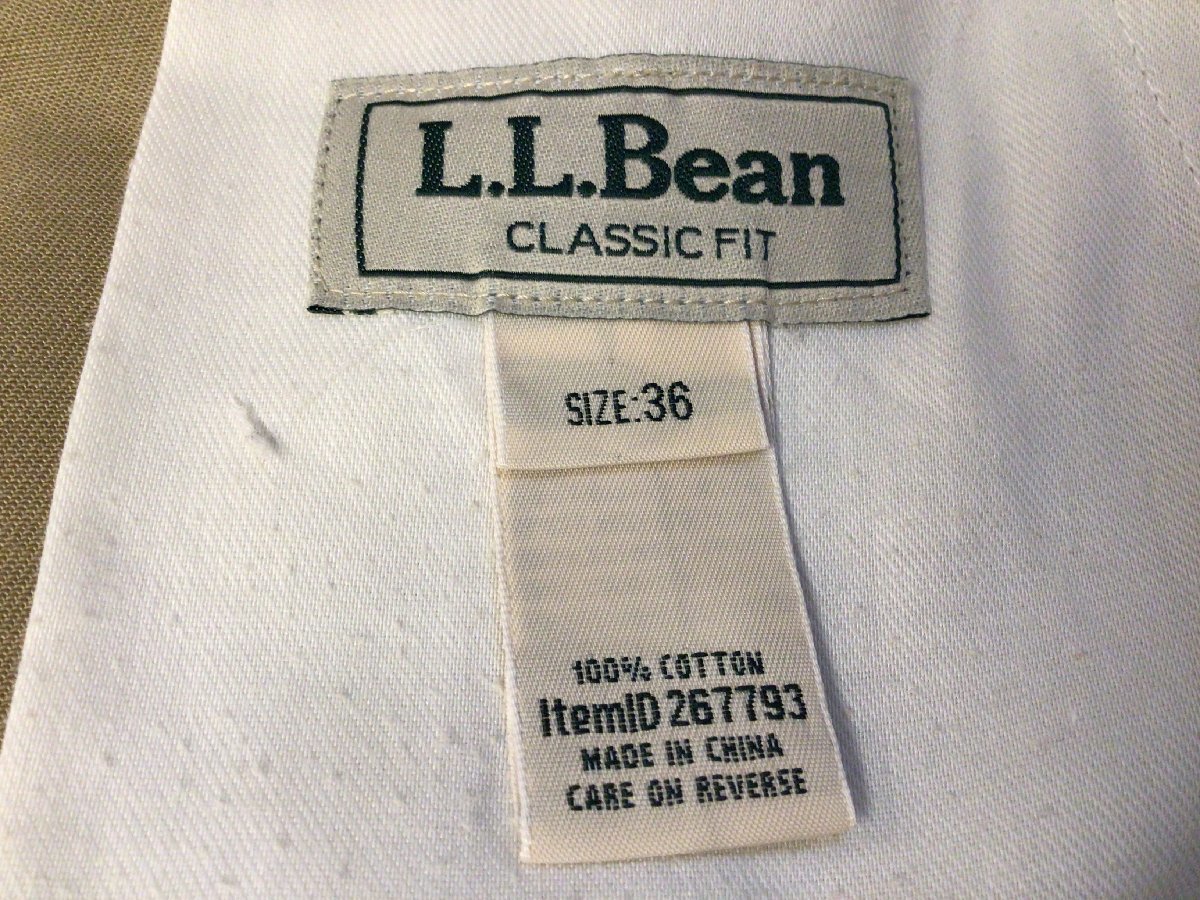 L.L.Bean
CLASSIC FIT
SIZE:36
100% COTTON
ItemID 267793
MADE IN CHINA
CARE ON REVERSE